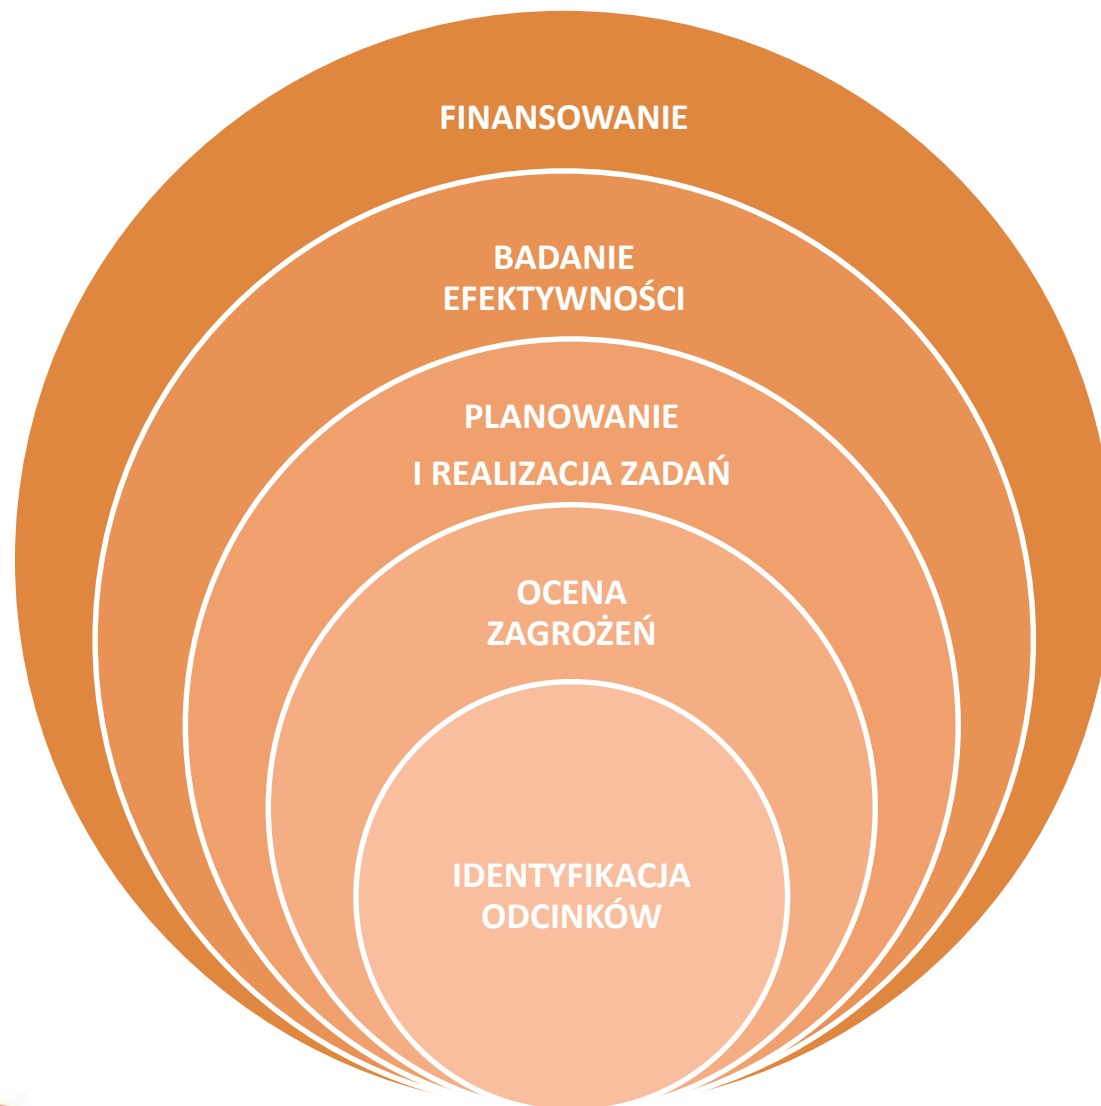 FINANSOWANIE
BADANIE
EFEKTYWNOŚCI
PLANOWANIE
I REALIZACJA ZADAŃ
OCENA
ZAGROŻEŃ
IDENTYFIKACJA
ODCINKÓW